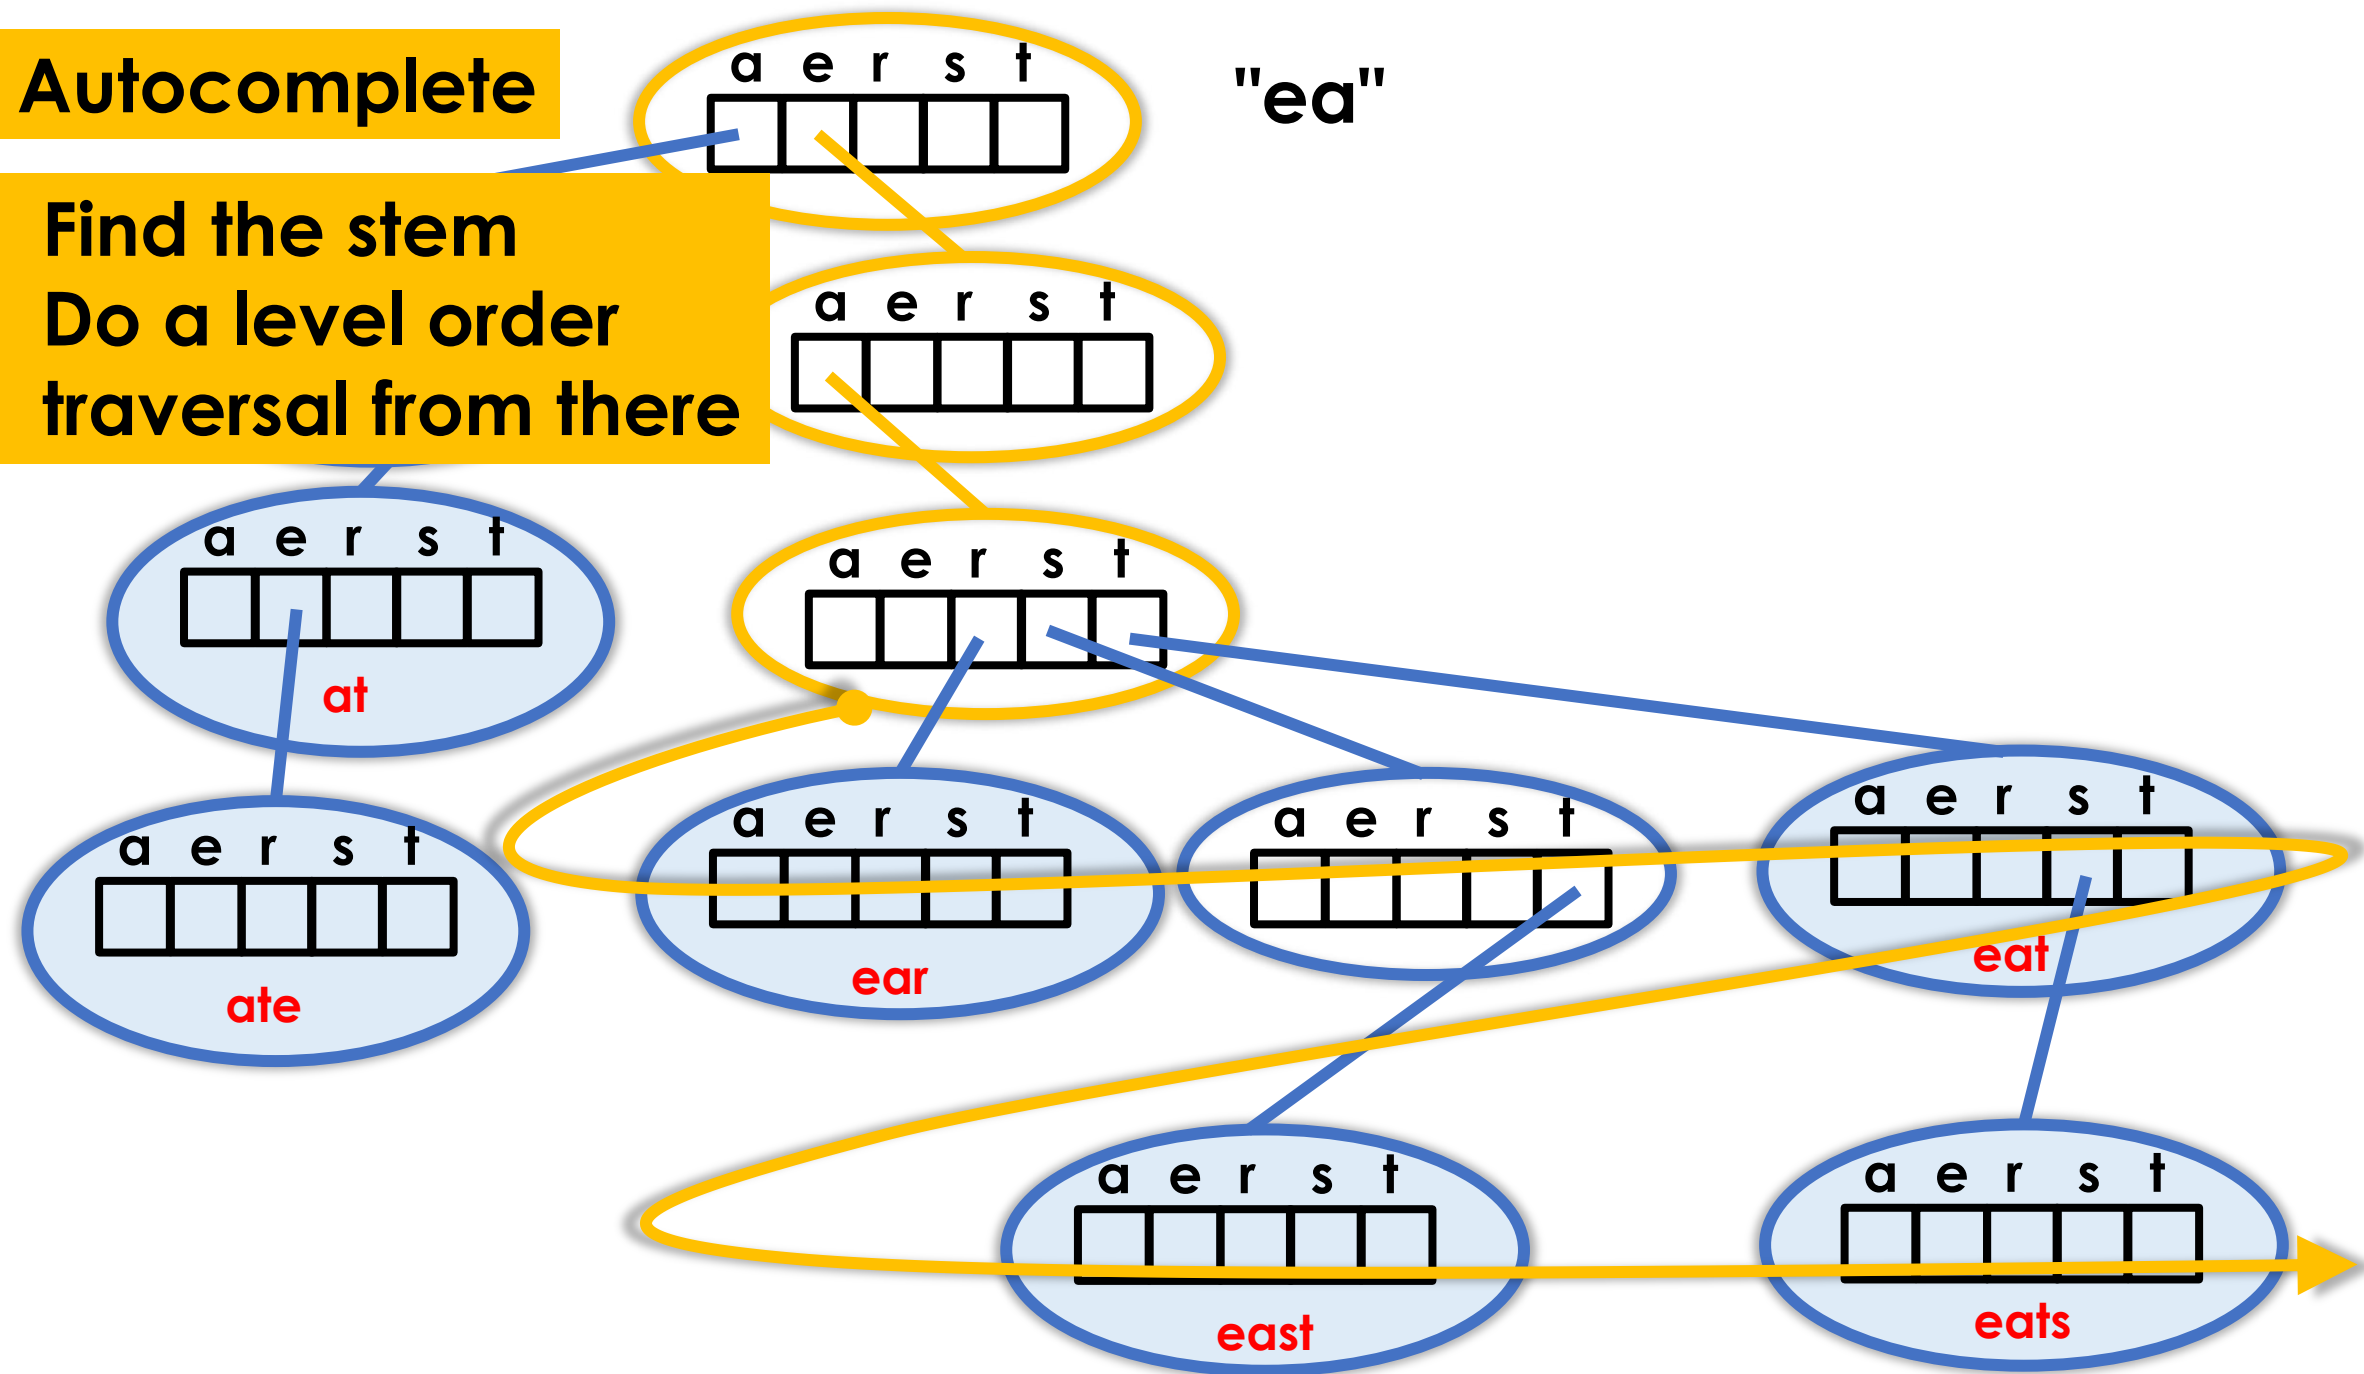 Autocomplete
a e r s t
"ea"
Find the stem
Do a level order
traversal from there
a e r s t
a e r s t
at
a e r s t
a e r s t
ate
a e r s t
ear
a e r s t
a e r s t
eat
a e r s t
east
a e r s t
eats